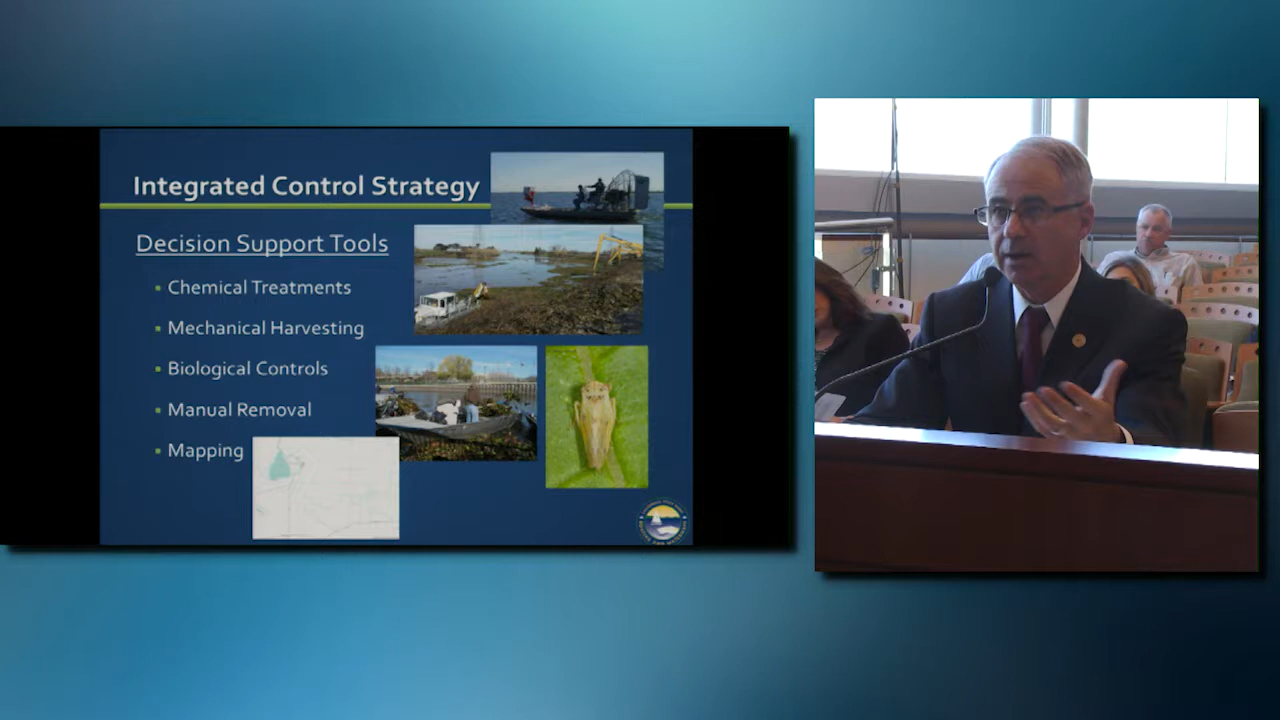 Integrated Control Strategy
Decision Support Tools
▪ Chemical Treatments
▪ Mechanical Harvesting
▪ Biological Controls
▪ Manual Removal
▪ Mapping